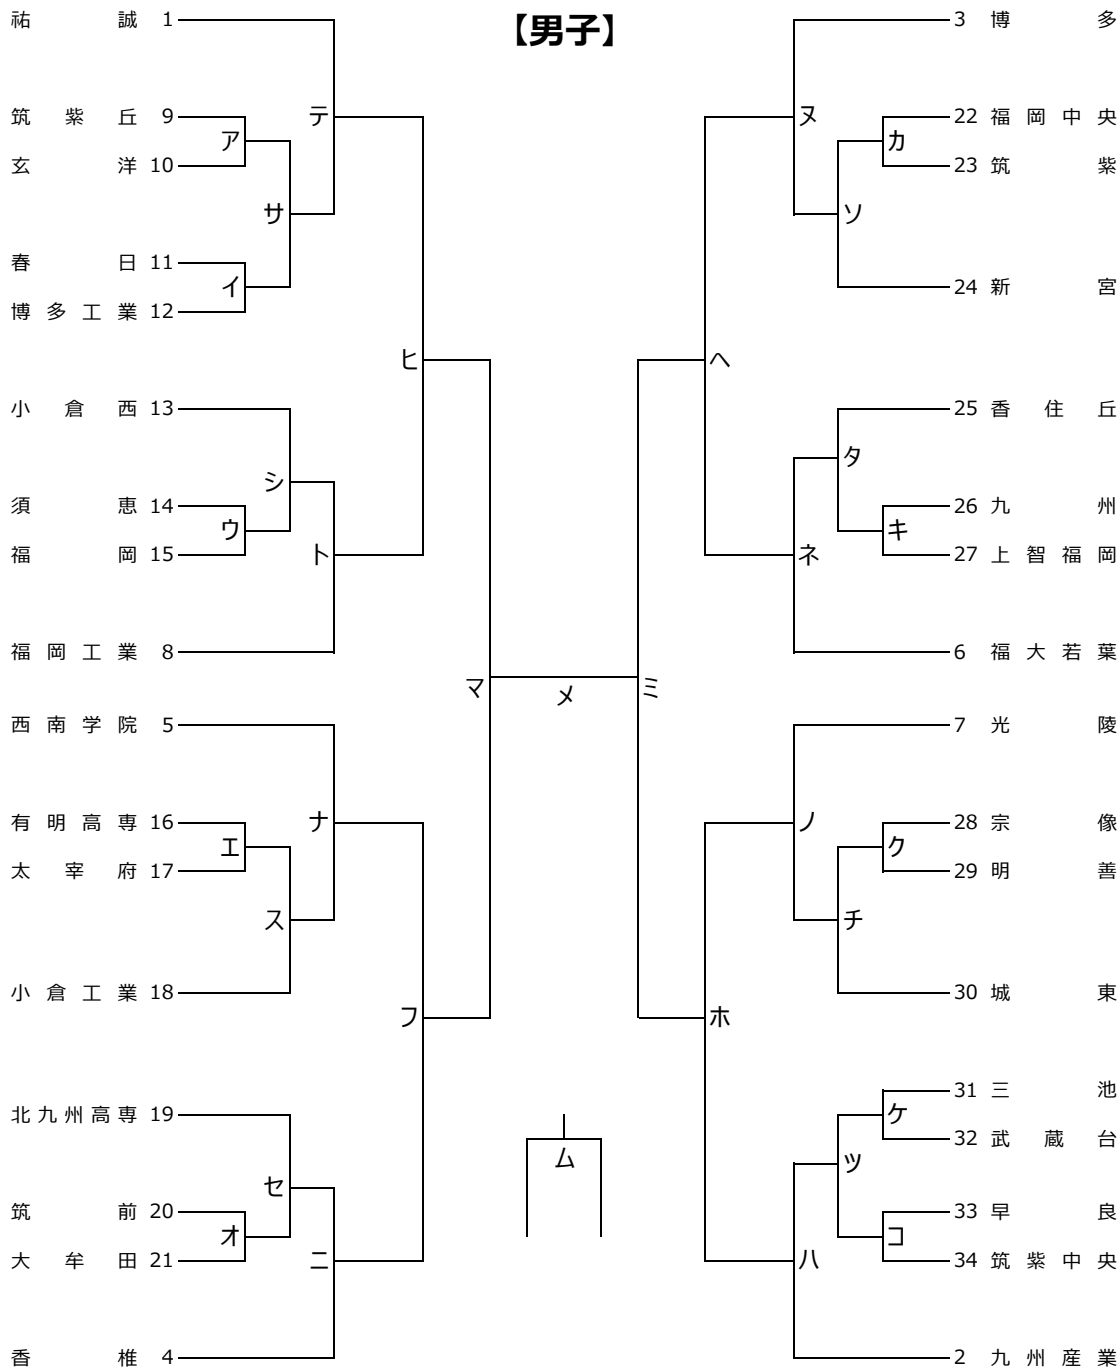 【男子】
祐誠 1
筑紫丘 9
ア
玄洋 10
サ
テ
春日 11
イ
博多工業 12
ヒ
小倉西 13
シ
須恵 14
ウ
福岡 15
ト
福岡工業 8
マ
西南学院 5
ナ
有明高専 16
エ
太宰府 17
ス
小倉工業 18
フ
北九州高専 19
セ
筑前 20
オ
大牟田 21
ニ
香椎 4
メ
ム
3 博多
ヌ
22 福岡中央
カ
23 筑紫
ソ
24 新宮
ヘ
25 香住丘
タ
26 九州
キ
27 上智福岡
ネ
6 福大若葉
ミ
7 光陵
ノ
28 宗像
ク
29 明善
チ
30 城東
ホ
31 三池
ケ
32 武蔵台
ツ
33 早良
コ
34 筑紫中央
ハ
2 九州産業